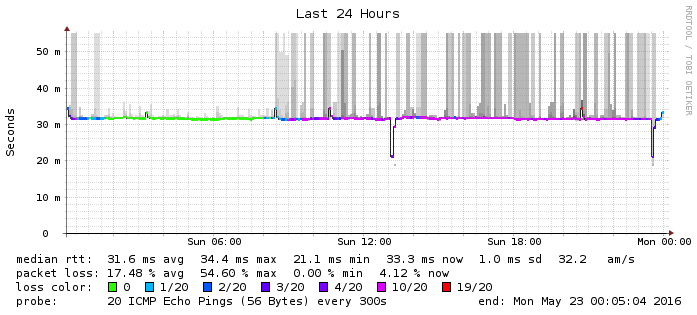 Last 24 Hours
RRDTOOL / TOBI OETIKER
Seconds
50 m
40 m
30 m
20 m
10 m
0
Sun 06:00 Sun 12:00 Sun 18:00 Mon 00:00
median rtt: 31.6 ms avg 34.4 ms max 21.1 ms min 33.3 ms now 1.0 ms sd 32.2 am/s
packet loss: 17.48 % avg 54.60 % max 0.00 % min 4.12 % now
loss color: 0 1/20 2/20 3/20 4/20 10/20 19/20
probe: 20 ICMP Echo Pings (56 Bytes) every 300s end: Mon May 23 00:05:04 2016